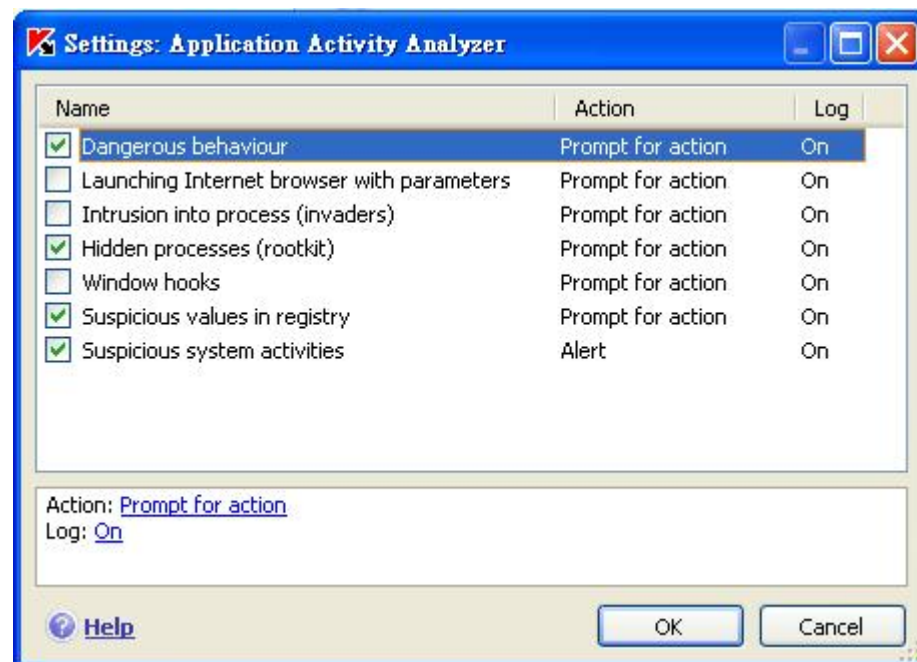 Settings: Application Activity Analyzer
Name Action Log
Dangerous behaviour Prompt for action On
Launching Internet browser with parameters Prompt for action On
Intrusion into process (invaders) Prompt for action On
Hidden processes (rootkit) Prompt for action On
Window hooks Prompt for action On
Suspicious values in registry Prompt for action On
Suspicious system activities Alert On
Action: Prompt for action
Log: On
Help OK Cancel